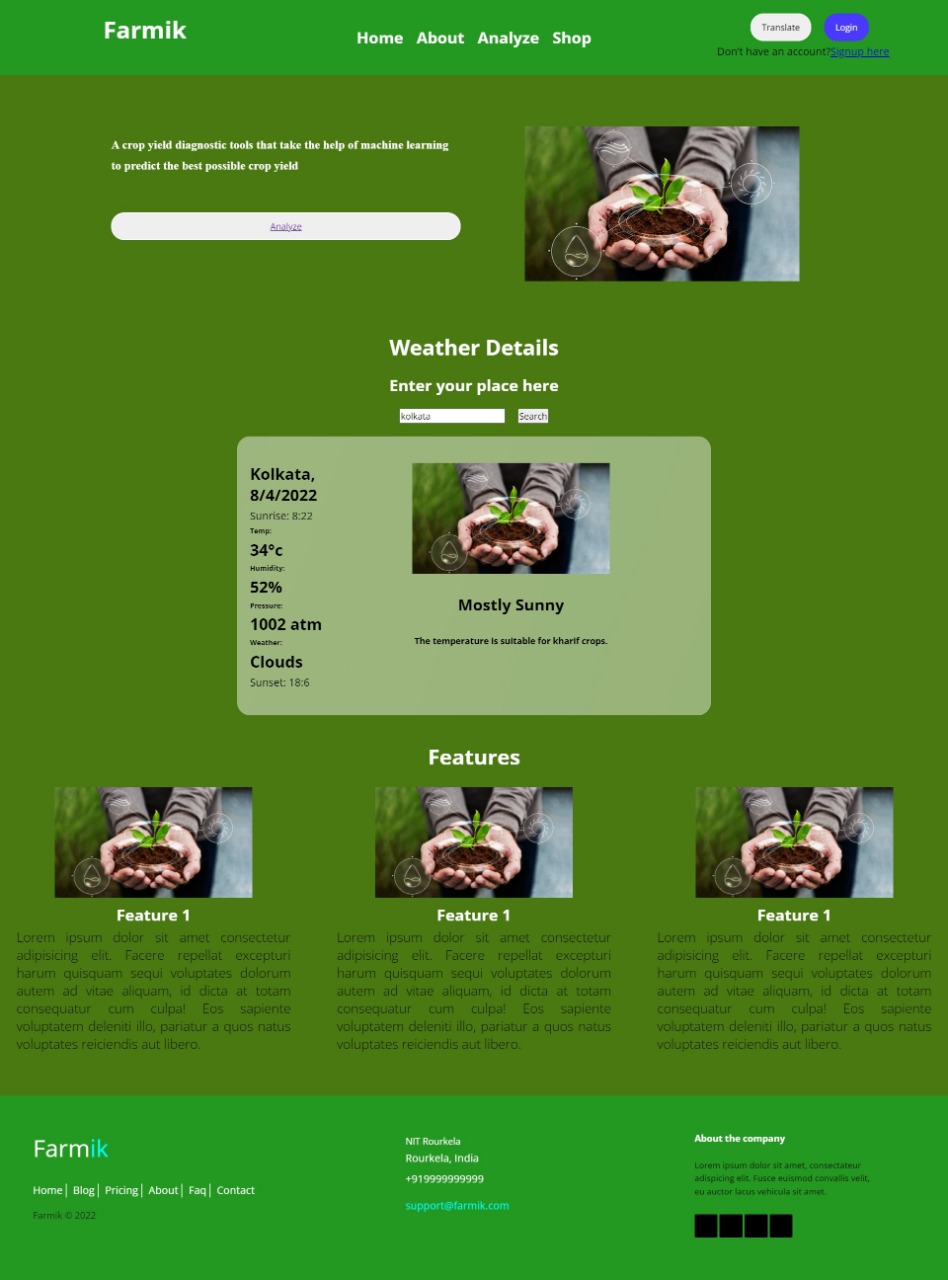 Farmik
Home About Analyze Shop
Translate Login
Don't have an account?Signup here
A crop yield diagnostic tools that take the help of machine learning
to predict the best possible crop yield
Analyze
Weather Details
Enter your place here
kolkata Search
Kolkata,
8/4/2022
Sunrise: 8:22
Temp:
34°c
Humidity:
52%
Pressure:
1002 atm
Weather:
Clouds
Sunset: 18:6
Mostly Sunny
The temperature is suitable for kharif crops.
Features
Feature 1
Lorem ipsum dolor sit amet consectetur
adipisicing elit. Facere repellat excepturi
harum quisquam sequi voluptates dolorum
autem ad vitae aliquam, id dicta at totam
consequatur cum culpa! Eos sapiente
voluptatem deleniti illo, pariatur a quos natus
voluptates reiciendis aut libero.
Feature 1
Lorem ipsum dolor sit amet consectetur
adipisicing elit. Facere repellat excepturi
harum quisquam sequi voluptates dolorum
autem ad vitae aliquam, id dicta at totam
consequatur cum culpa! Eos sapiente
voluptatem deleniti illo, pariatur a quos natus
voluptates reiciendis aut libero.
Feature 1
Lorem ipsum dolor sit amet consectetur
adipisicing elit. Facere repellat excepturi
harum quisquam sequi voluptates dolorum
autem ad vitae aliquam, id dicta at totam
consequatur cum culpa! Eos sapiente
voluptatem deleniti illo, pariatur a quos natus
voluptates reiciendis aut libero.
Farmik
Home| Blog| Pricing| About| Faq| Contact
Farmik © 2022
NIT Rourkela
Rourkela, India
+919999999999
support@farmik.com
About the company
Lorem ipsum dolor sit amet, consectateur
adispicing elit. Fusce euismod convallis velit,
eu auctor lacus vehicula sit amet.